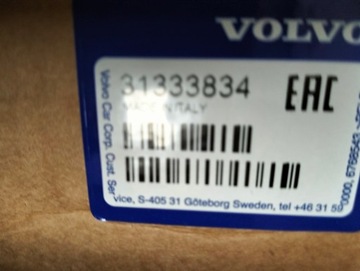 VOLVO
31333834
EAC
MADE IN ITALY
Volvo Car Corp. Cust. Ser
vice, S-405 31 Göteborg Sweden, tel +46 31 59
0000,